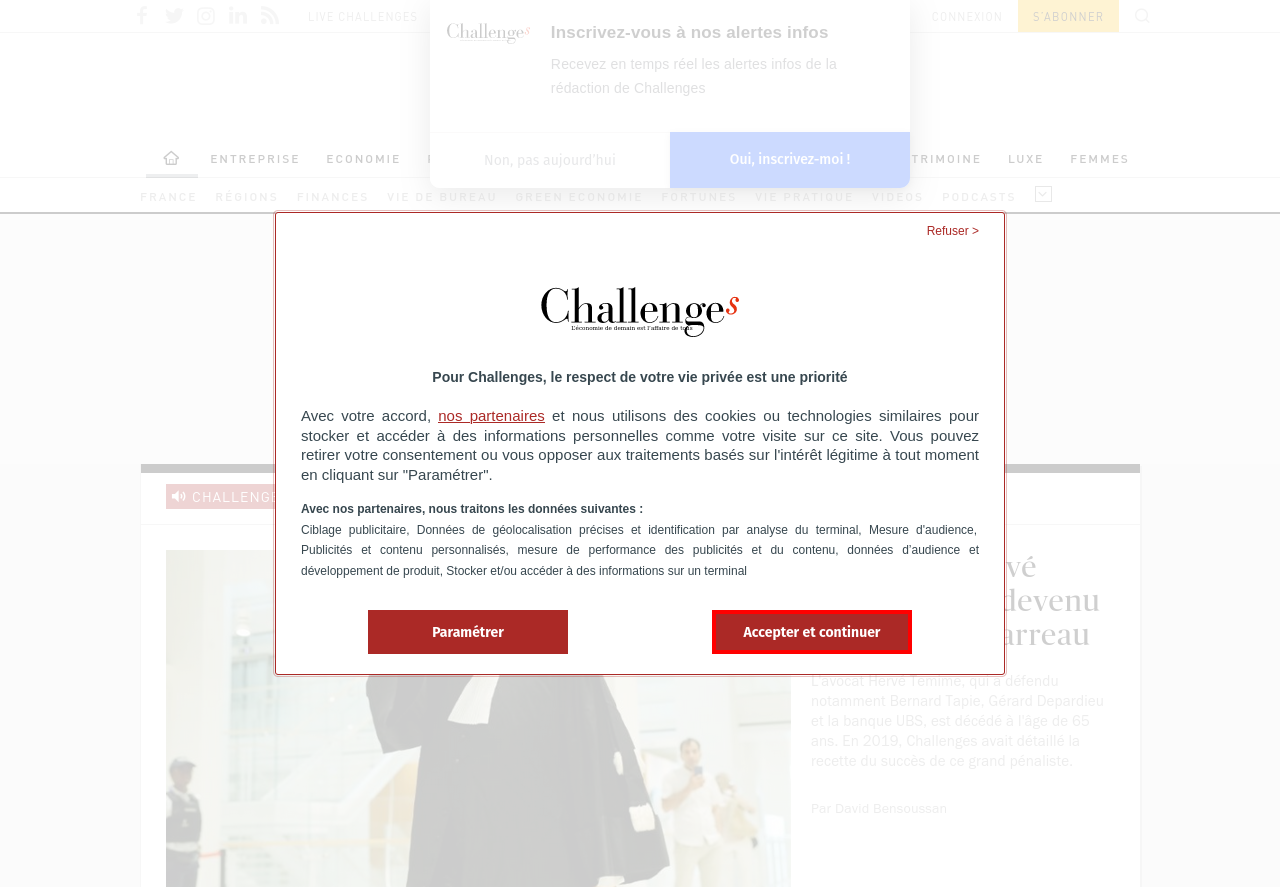 LIVE CHALLENGES
CONNEXION
S'ABONNER
Challenges
Inscrivez-vous à nos alertes infos
Recevez en temps réel les alertes infos de la
rédaction de Challenges
Non, pas aujourd'hui
Oui, inscrivez-moi !
ENTREPRISE ECONOMIE
TRIMOINE LUXE FEMMES
FRANCE RÉGIONS FINANCES VIE DE BUREAU GREEN ECONOMIE FORTUNES VIE PRATIQUE VIDÉOS PODCASTS
Refuser >
Challenges
L'économie de demain est l'affaire de tous
Pour Challenges, le respect de votre vie privée est une priorité
Avec votre accord, nos partenaires et nous utilisons des cookies ou technologies similaires pour
stocker et accéder à des informations personnelles comme votre visite sur ce site. Vous pouvez
retirer votre consentement ou vous opposer aux traitements basés sur l'intérêt légitime à tout moment
en cliquant sur "Paramétrer".
Avec nos partenaires, nous traitons les données suivantes :
Ciblage publicitaire, Données de géolocalisation précises et identification par analyse du terminal, Mesure d'audience,
Publicités et contenu personnalisés, mesure de performance des publicités et du contenu, données d'audience et
développement de produit, Stocker et/ou accéder à des informations sur un terminal
Paramétrer
Accepter et continuer
CHALLENGE
vé
devenu
arreau
L'avocat Hervé Temime, qui a défendu
notamment Bernard Tapie, Gérard Depardieu
et la banque UBS, est décédé à l'âge de 65
ans. En 2019, Challenges avait détaillé la
recette du succès de ce grand pénaliste.
Par David Bensoussan